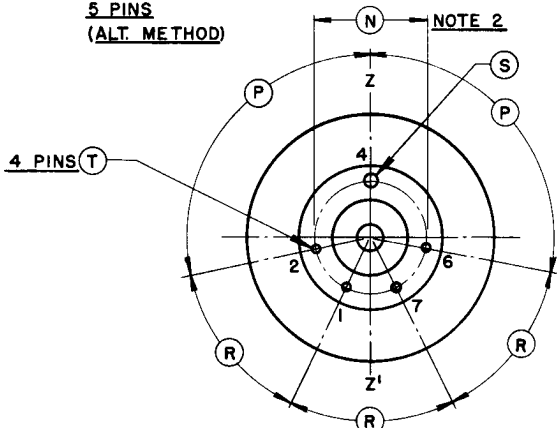 5 PINS
(ALT. METHOD)
N
NOTE 2
S
P
Z
P
4
4 PINS T
2
6
1
7
R
R
Z'
R